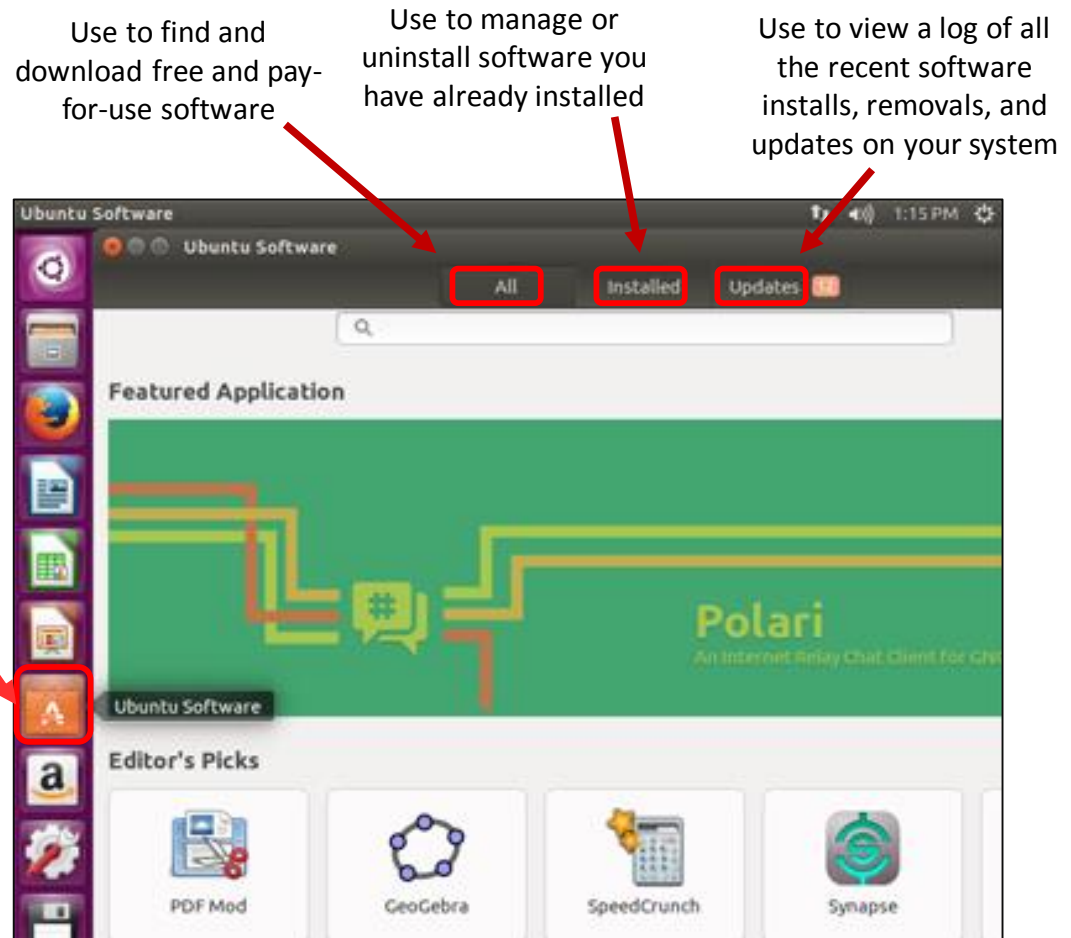 Use to find and
download free and pay-
for-use software
Use to manage or
uninstall software you
have already installed
Use to view a log of all
the recent software
installs, removals, and
updates on your system
Ubuntu Software
1:15 PM
Ubuntu Software
All
Installed
Updates
Featured Application
#
Polari
An Internet Relay Chat Client for
Ubuntu Software
Editor's Picks
a
PDF Mod
GeoGebra
SpeedCrunch
Synapse